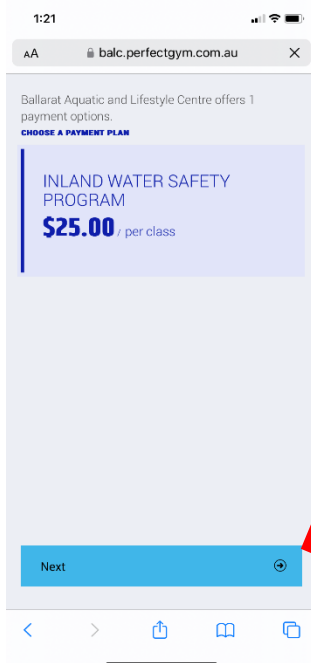 1:21
AA balc.perfectgym.com.au
Ballarat Aquatic and Lifestyle Centre offers 1
payment options.
CHOOSE A PAYMENT PLAN
INLAND WATER SAFETY
PROGRAM
$25.00 / per class
Next